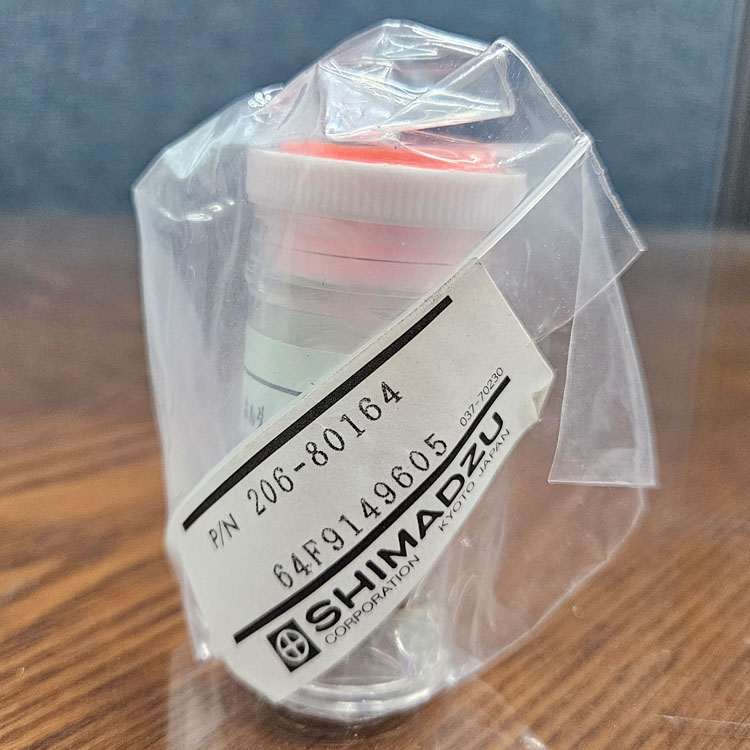 P/N 206-80164
64F9149605
037-70230
SHIMADZU
CORPORATION KYOTO JAPAN